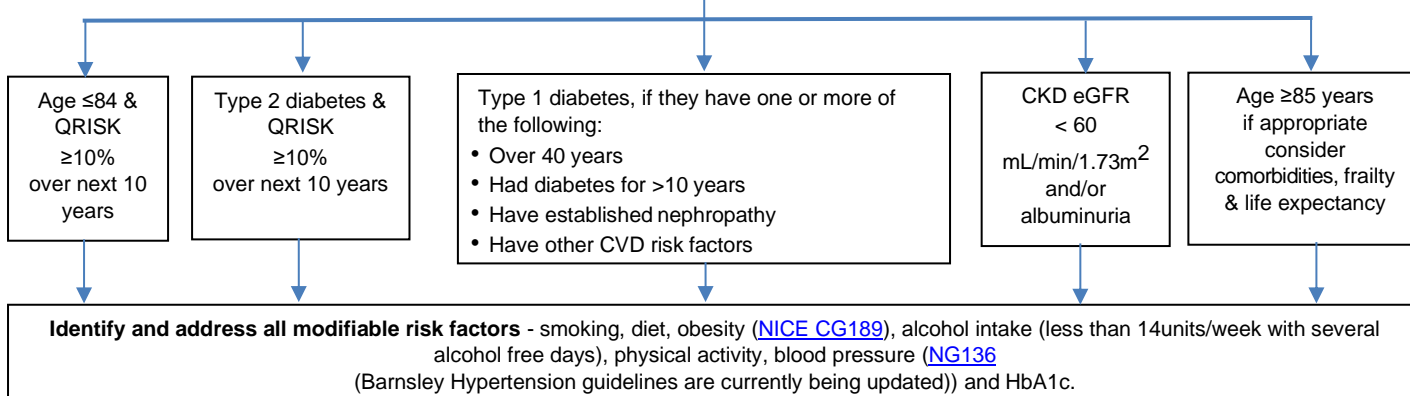 Age ≤84 &
QRISK
≥10%
over next 10
years
Type 2 diabetes &
QRISK
≥10%
over next 10 years
Type 1 diabetes, if they have one or more of
the following:
• Over 40 years
• Had diabetes for >10 years
• Have established nephropathy
• Have other CVD risk factors
CKD eGFR
< 60
mL/min/1.73m²
and/or
albuminuria
Age ≥85 years
if appropriate
consider
comorbidities, frailty
& life expectancy
Identify and address all modifiable risk factors - smoking, diet, obesity (NICE CG189), alcohol intake (less than 14units/week with several
alcohol free days), physical activity, blood pressure (NG136
(Barnsley Hypertension guidelines are currently being updated)) and HbA1c.